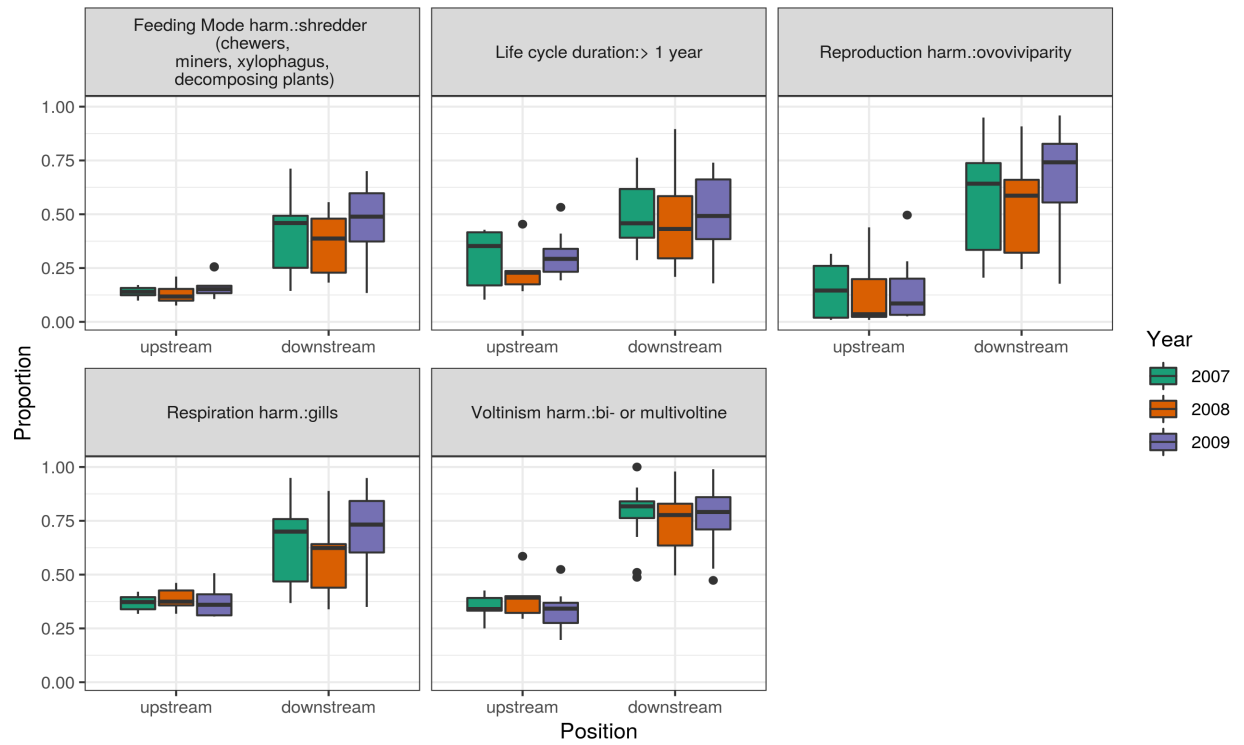 Feeding Mode harm.:shredder
(chewers,
miners, xylophagus,
decomposing plants)
Life cycle duration:> 1 year
Reproduction harm.:ovoviviparity
1.00
0.75
0.50
0.25
0.00
upstream
downstream
upstream
downstream
upstream
downstream
Respiration harm.:gills
Voltinism harm.:bi- or multivoltine
1.00
0.75
0.50
0.25
0.00
upstream
downstream
upstream
downstream
Proportion
Position
Year
2007
2008
2009